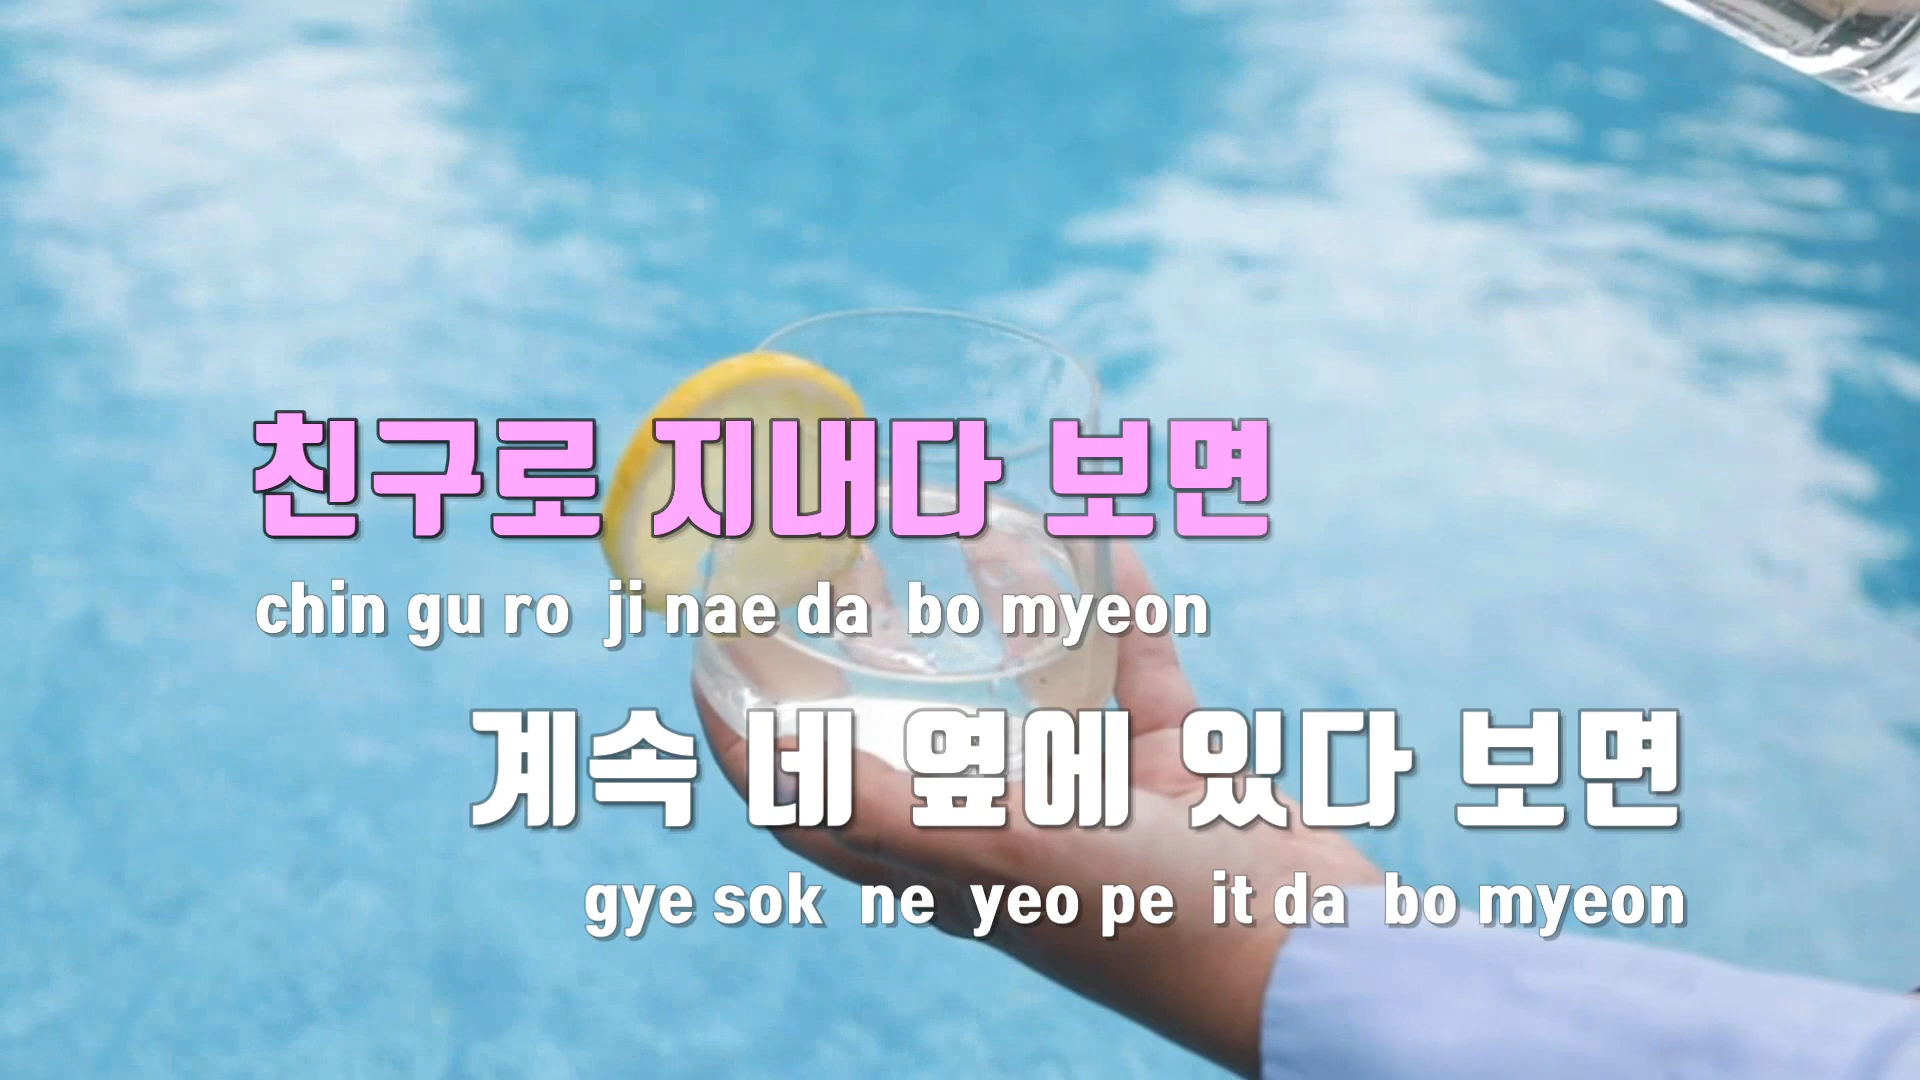 친구로 지내다 보면
chin gu ro ji nae da bo myeon
계속 네 옆에 있다 보면
gye sok ne yeo pe it da bo myeon